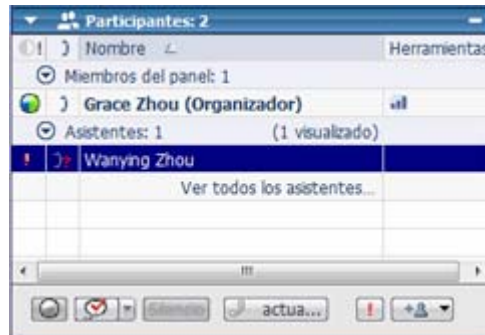 Participantes: 2
Nombre Herramientas
Miembros del panel: 1
Grace Zhou (Organizador)
Asistentes: 1 (1 visualizado)
Wanying Zhou
Ver todos los asistentes...
Silencio actua...